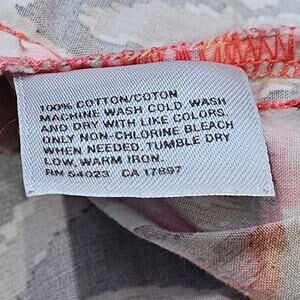 100% COTTON/COTON
MACHINE WASH COLD. WASH
AND DRY WITH LIKE COLORS.
ONLY NON-CHLORINE BLEACH
WHEN NEEDED, TUMBLE DRY
LOW, WARM IRON.
RN 54023 CA 17897